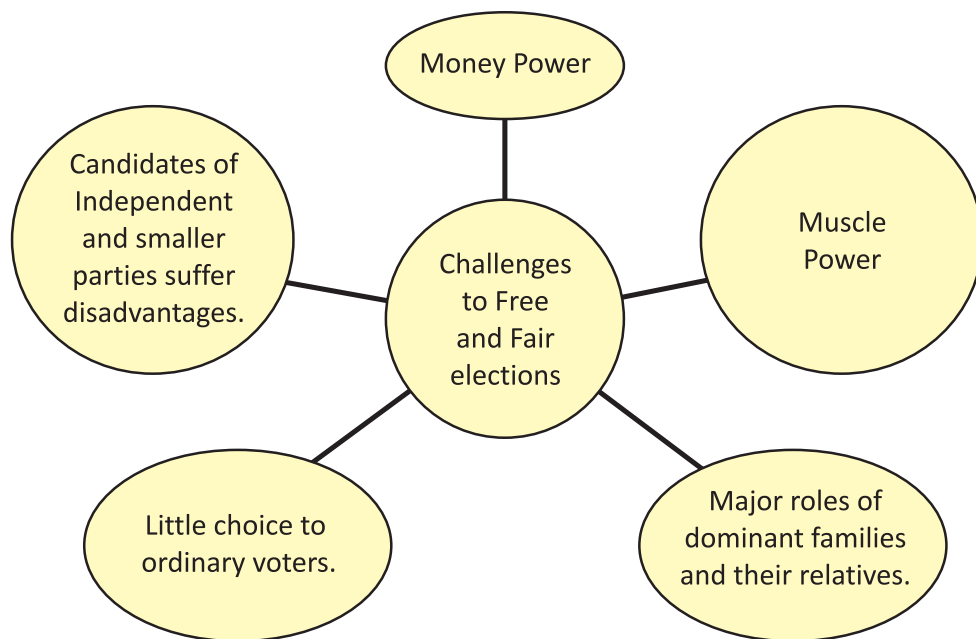 Money Power
Candidates of
Independent
and smaller
parties suffer
disadvantages.
Muscle
Power
Challenges
to Free
and Fair
elections
Little choice to
ordinary voters.
Major roles of
dominant families
and their relatives.